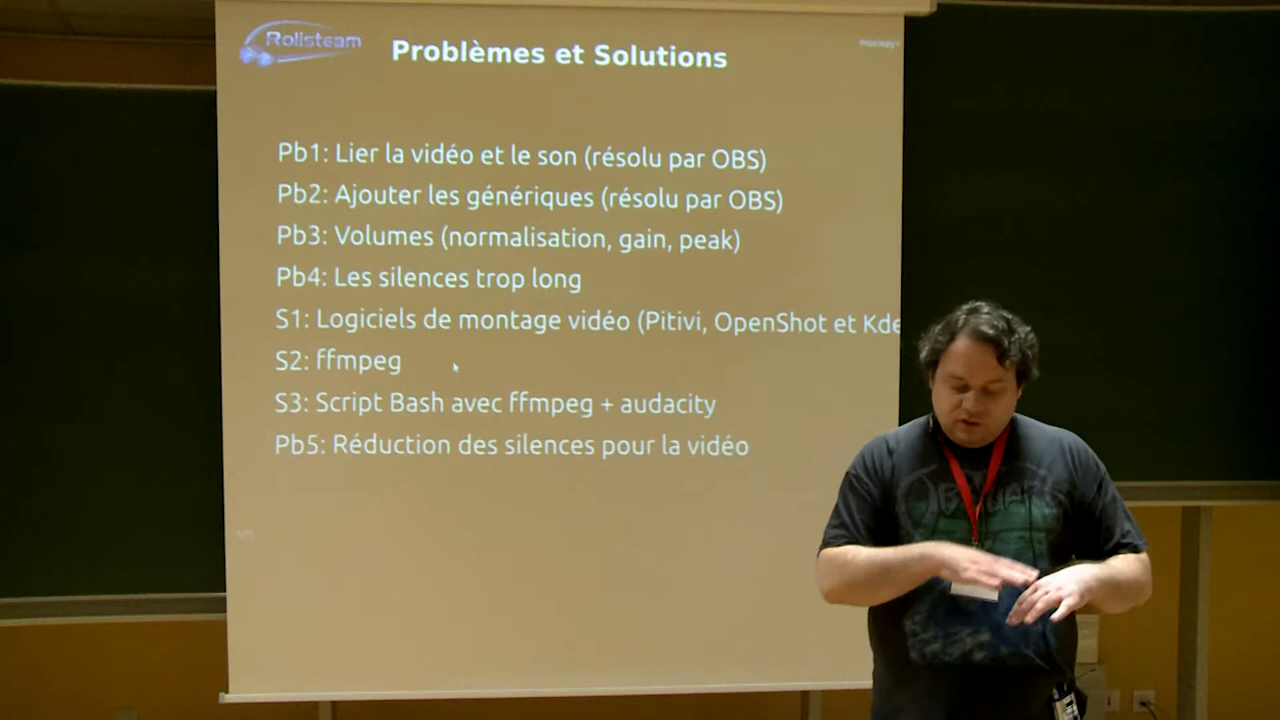 Rolisteam
Problèmes et Solutions
moviepy
Pb1: Lier la vidéo et le son (résolu par OBS)
Pb2: Ajouter les génériques (résolu par OBS)
Pb3: Volumes (normalisation, gain, peak)
Pb4: Les silences trop long
S1: Logiciels de montage vidéo (Pitivi, OpenShot et Kde
S2: ffmpeg
S3: Script Bash avec ffmpeg + audacity
Pb5: Réduction des silences pour la vidéo